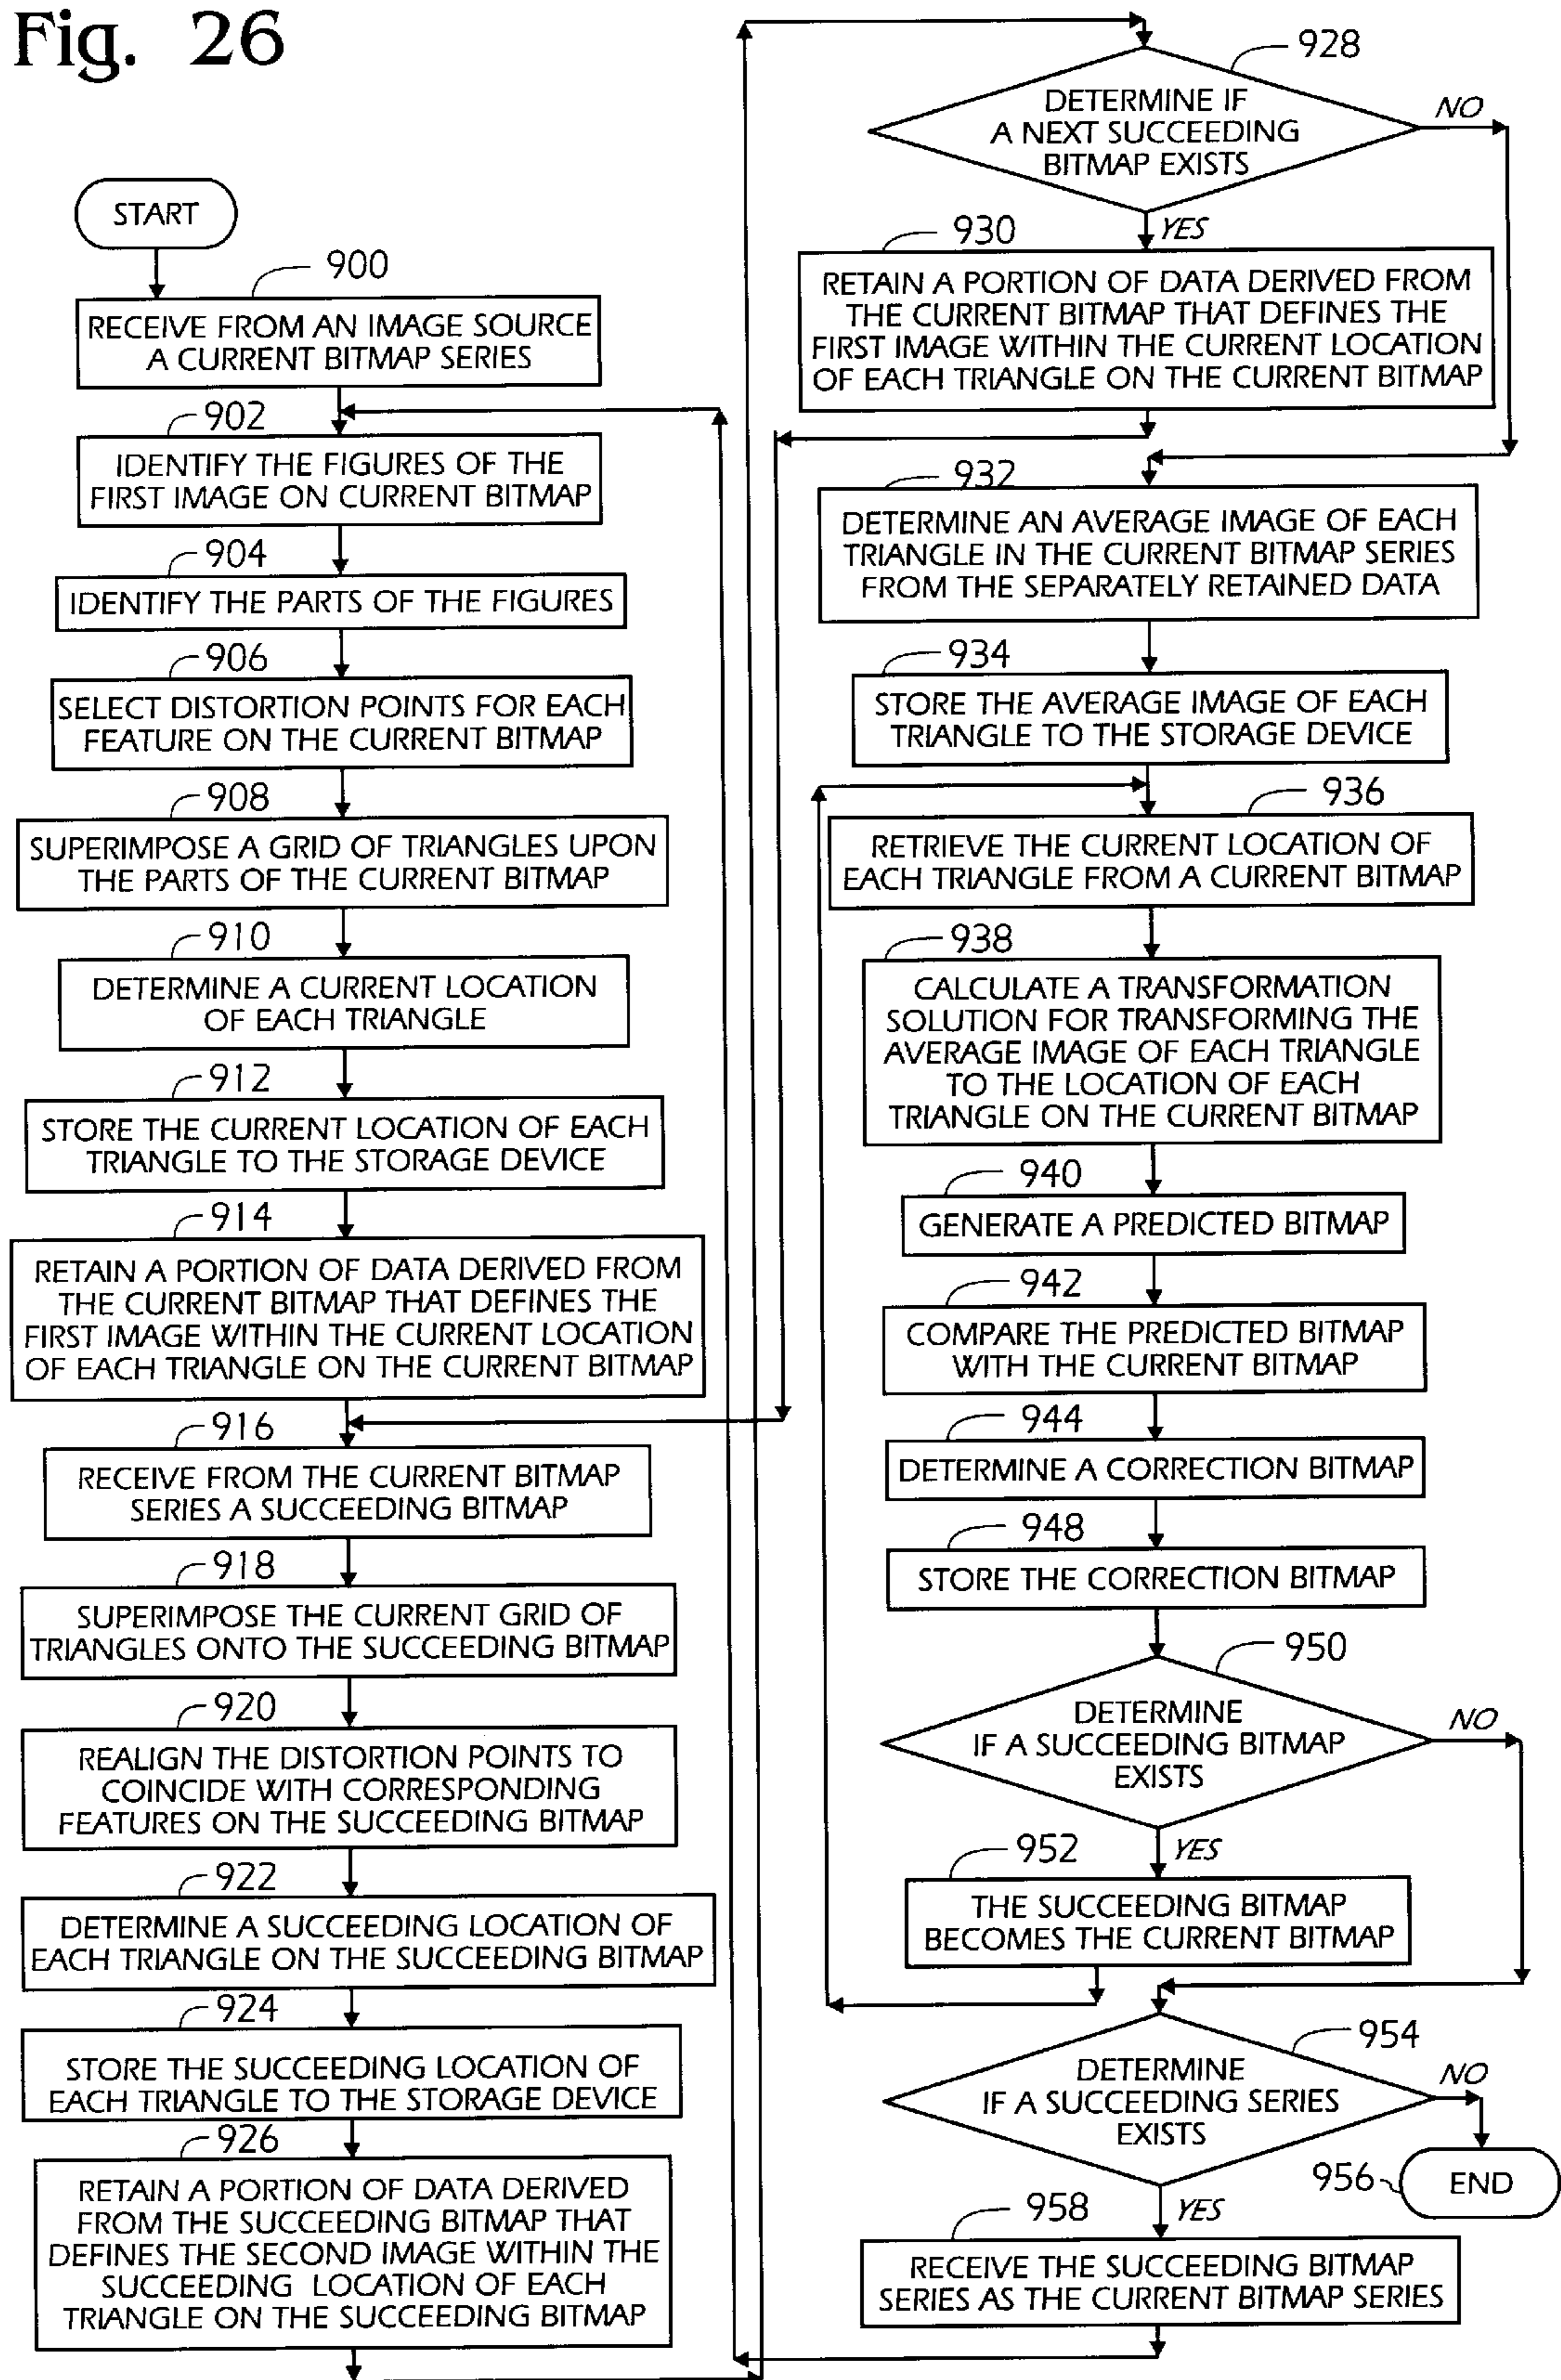 Fig. 26
START
900
RECEIVE FROM AN IMAGE SOURCE
A CURRENT BITMAP SERIES
902
IDENTIFY THE FIGURES OF THE
FIRST IMAGE ON CURRENT BITMAP
904
IDENTIFY THE PARTS OF THE FIGURES
906
SELECT DISTORTION POINTS FOR EACH
FEATURE ON THE CURRENT BITMAP
908
SUPERIMPOSE A GRID OF TRIANGLES UPON
THE PARTS OF THE CURRENT BITMAP
910
DETERMINE A CURRENT LOCATION
OF EACH TRIANGLE
912
STORE THE CURRENT LOCATION OF EACH
TRIANGLE TO THE STORAGE DEVICE
914
RETAIN A PORTION OF DATA DERIVED FROM
THE CURRENT BITMAP THAT DEFINES THE
FIRST IMAGE WITHIN THE CURRENT LOCATION
OF EACH TRIANGLE ON THE CURRENT BITMAP
916
RECEIVE FROM THE CURRENT BITMAP
SERIES A SUCCEEDING BITMAP
918
SUPERIMPOSE THE CURRENT GRID OF
TRIANGLES ONTO THE SUCCEEDING BITMAP
920
REALIGN THE DISTORTION POINTS TO
COINCIDE WITH CORRESPONDING
FEATURES ON THE SUCCEEDING BITMAP
922
DETERMINE A SUCCEEDING LOCATION OF
EACH TRIANGLE ON THE SUCCEEDING BITMAP
924
STORE THE SUCCEEDING LOCATION OF
EACH TRIANGLE TO THE STORAGE DEVICE
926
RETAIN A PORTION OF DATA DERIVED
FROM THE SUCCEEDING BITMAP THAT
DEFINES THE SECOND IMAGE WITHIN THE
SUCCEEDING LOCATION OF EACH
TRIANGLE ON THE SUCCEEDING BITMAP
928
DETERMINE IF
A NEXT SUCCEEDING
BITMAP EXISTS
NO
YES
930
RETAIN A PORTION OF DATA DERIVED FROM
THE CURRENT BITMAP THAT DEFINES THE
FIRST IMAGE WITHIN THE CURRENT LOCATION
OF EACH TRIANGLE ON THE CURRENT BITMAP
932
DETERMINE AN AVERAGE IMAGE OF EACH
TRIANGLE IN THE CURRENT BITMAP SERIES
FROM THE SEPARATELY RETAINED DATA
934
STORE THE AVERAGE IMAGE OF EACH
TRIANGLE TO THE STORAGE DEVICE
936
RETRIEVE THE CURRENT LOCATION OF
EACH TRIANGLE FROM A CURRENT BITMAP
938
CALCULATE A TRANSFORMATION
SOLUTION FOR TRANSFORMING THE
AVERAGE IMAGE OF EACH TRIANGLE
TO THE LOCATION OF EACH
TRIANGLE ON THE CURRENT BITMAP
940
GENERATE A PREDICTED BITMAP
942
COMPARE THE PREDICTED BITMAP
WITH THE CURRENT BITMAP
944
DETERMINE A CORRECTION BITMAP
948
STORE THE CORRECTION BITMAP
950
DETERMINE
IF A SUCCEEDING BITMAP
EXISTS
NO
YES
952
THE SUCCEEDING BITMAP
BECOMES THE CURRENT BITMAP
954
DETERMINE
IF A SUCCEEDING SERIES
EXISTS
NO
956
END
YES
958
RECEIVE THE SUCCEEDING BITMAP
SERIES AS THE CURRENT BITMAP SERIES